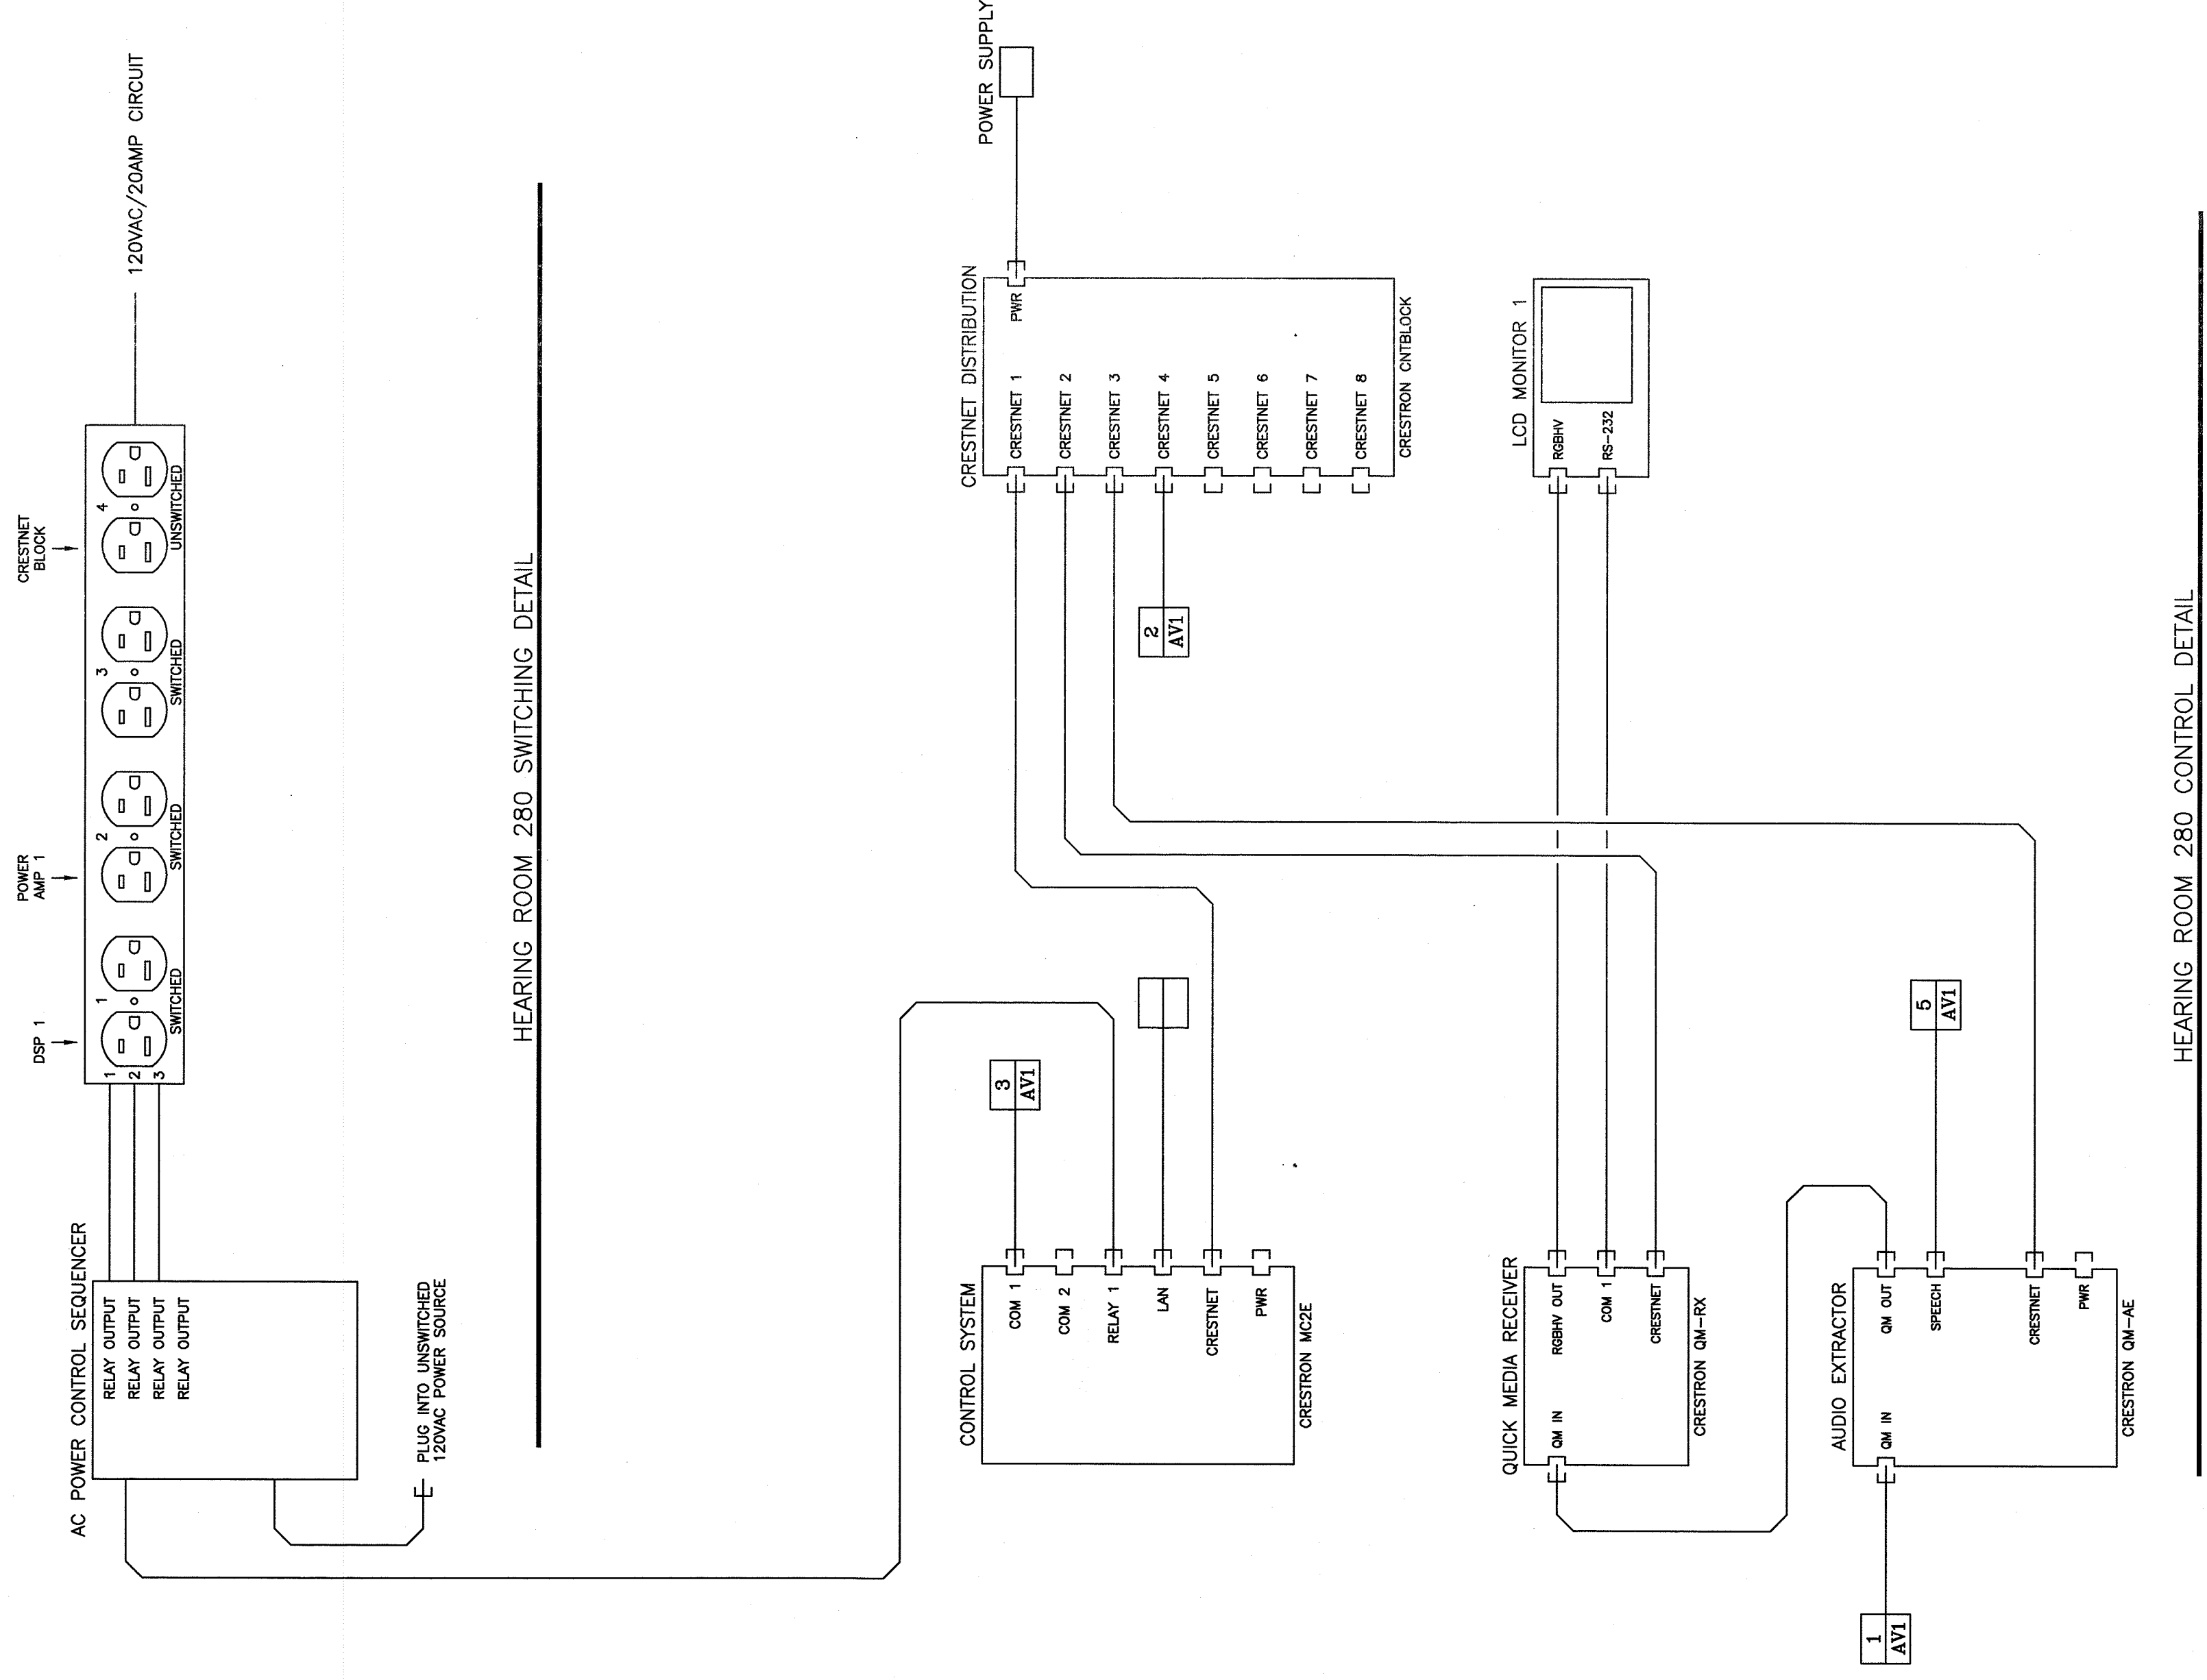 AC POWER CONTROL SEQUENCER
RELAY OUTPUT
RELAY OUTPUT
RELAY OUTPUT
RELAY OUTPUT
PLUG INTO UNSWITCHED
120VAC POWER SOURCE
1
2
3
DSP 1
POWER
AMP 1
CRESTNET
BLOCK
1
SWITCHED
2
SWITCHED
3
SWITCHED
4
UNSWITCHED
120VAC/20AMP CIRCUIT
HEARING ROOM 280 SWITCHING DETAIL
CONTROL SYSTEM
COM 1
COM 2
RELAY 1
LAN
CRESTNET
PWR
CRESTRON MC2E
3
AV1
CRESTNET DISTRIBUTION
CRESTNET 1
CRESTNET 2
CRESTNET 3
CRESTNET 4
CRESTNET 5
CRESTNET 6
CRESTNET 7
CRESTNET 8
PWR
CRESTRON CNTBLOCK
POWER SUPPLY
2
AV1
QUICK MEDIA RECEIVER
QM IN
RGBHV OUT
COM 1
CRESTNET
CRESTRON QM-RX
LCD MONITOR 1
RGBHV
RS-232
AUDIO EXTRACTOR
QM IN
QM OUT
SPEECH
CRESTNET
PWR
CRESTRON QM-AE
5
AV1
1
AV1
HEARING ROOM 280 CONTROL DETAIL